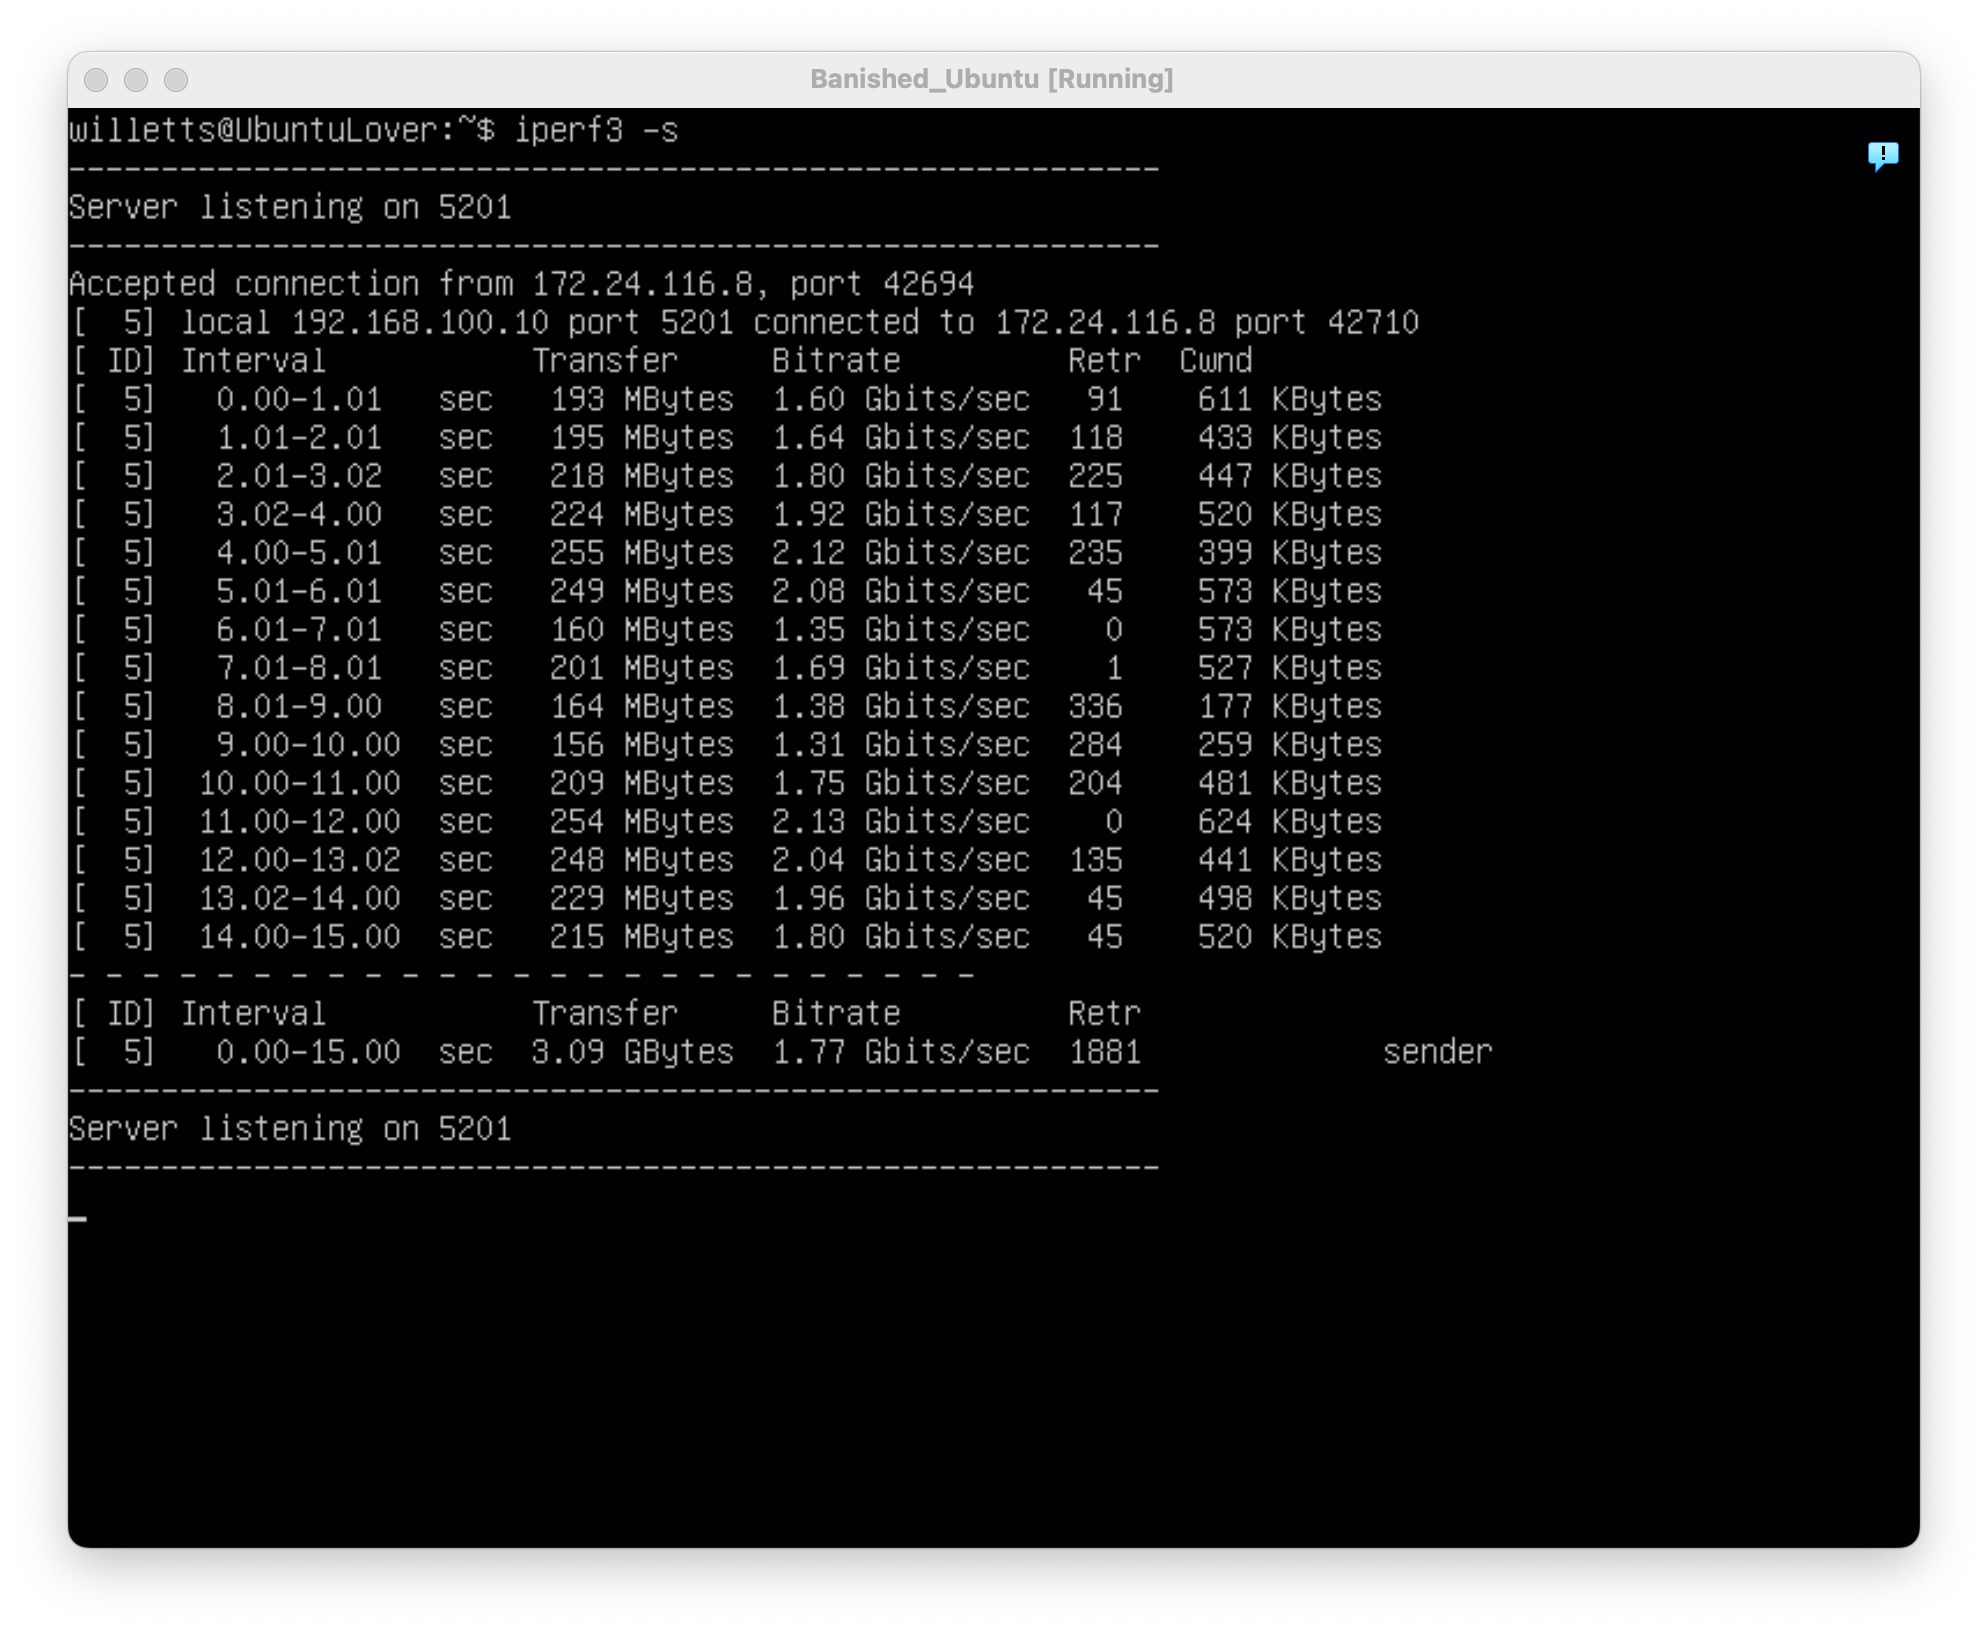 Banished_Ubuntu [Running]
willetts@UbuntuLover:~$ iperf3 -s
-----------------------------------------------------------
Server listening on 5201
-----------------------------------------------------------
Accepted connection from 172.24.116.8, port 42694
[  5] local 192.168.100.10 port 5201 connected to 172.24.116.8 port 42710
[ ID] Interval           Transfer     Bitrate         Retr  Cwnd
[  5]   0.00-1.01   sec   193 MBytes  1.60 Gbits/sec   91    611 KBytes
[  5]   1.01-2.01   sec   195 MBytes  1.64 Gbits/sec  118    433 KBytes
[  5]   2.01-3.02   sec   218 MBytes  1.80 Gbits/sec  225    447 KBytes
[  5]   3.02-4.00   sec   224 MBytes  1.92 Gbits/sec  117    520 KBytes
[  5]   4.00-5.01   sec   255 MBytes  2.12 Gbits/sec  235    399 KBytes
[  5]   5.01-6.01   sec   249 MBytes  2.08 Gbits/sec   45    573 KBytes
[  5]   6.01-7.01   sec   160 MBytes  1.35 Gbits/sec    0    573 KBytes
[  5]   7.01-8.01   sec   201 MBytes  1.69 Gbits/sec    1    527 KBytes
[  5]   8.01-9.00   sec   164 MBytes  1.38 Gbits/sec  336    177 KBytes
[  5]   9.00-10.00  sec   156 MBytes  1.31 Gbits/sec  284    259 KBytes
[  5]  10.00-11.00  sec   209 MBytes  1.75 Gbits/sec  204    481 KBytes
[  5]  11.00-12.00  sec   254 MBytes  2.13 Gbits/sec    0    624 KBytes
[  5]  12.00-13.02  sec   248 MBytes  2.04 Gbits/sec  135    441 KBytes
[  5]  13.02-14.00  sec   229 MBytes  1.96 Gbits/sec   45    498 KBytes
[  5]  14.00-15.00  sec   215 MBytes  1.80 Gbits/sec   45    520 KBytes
- - - - - - - - - - - - - - - - - - - - - - - - -
[ ID] Interval           Transfer     Bitrate         Retr
[  5]   0.00-15.00  sec  3.09 GBytes  1.77 Gbits/sec  1881             sender
-----------------------------------------------------------
Server listening on 5201
-----------------------------------------------------------